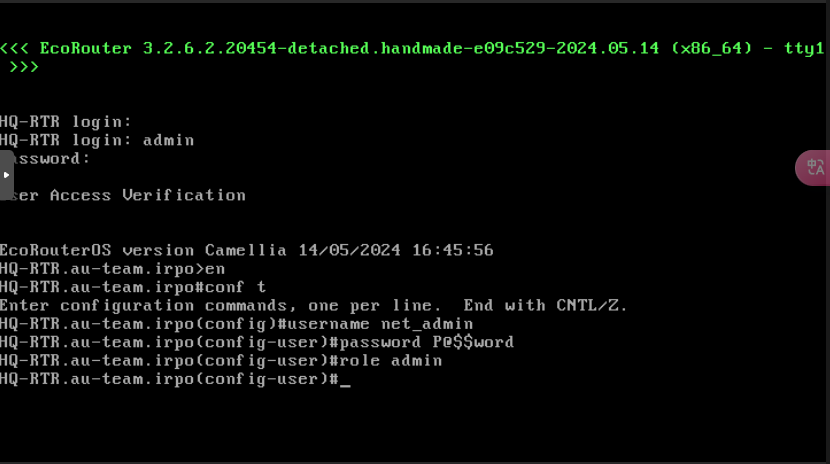 <<< EcoRouter 3.2.6.2.20454-detached.handmade-e09c529-2024.05.14 (x86_64) - tty1
>>>
HQ-RTR login:
HQ-RTR login: admin
assword:
ser Access Verification
EcoRouterOS version Camellia 14/05/2024 16:45:56
HQ-RTR.au-team.irpo>en
HQ-RTR.au-team.irpo#conf t
Enter configuration commands, one per line.  End with CNTL/Z.
HQ-RTR.au-team.irpo(config)#username net_admin
HQ-RTR.au-team.irpo(config-user)#password P@$$word
HQ-RTR.au-team.irpo(config-user)#role admin
HQ-RTR.au-team.irpo(config-user)#_